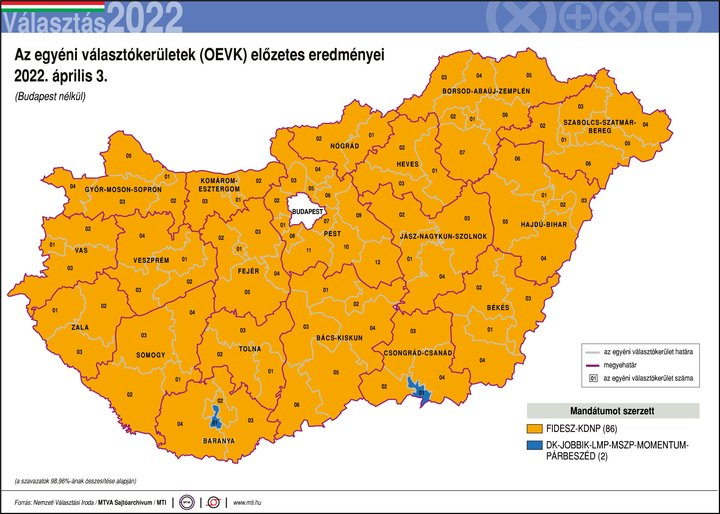 Választás2022
Az egyéni választókerületek (OEVK) előzetes eredményei
2022. április 3.
(Budapest nélkül)
BORSOD-ABAÚJ-ZEMPLÉN
SZABOLCS-SZATMÁR-
BEREG
NÓGRÁD
HEVES
KOMÁROM-
ESZTERGOM
GYŐR-MOSON-SOPRON
BUDAPEST
PEST
HAJDÚ-BIHAR
JÁSZ-NAGYKUN-SZOLNOK
VAS
VESZPRÉM
FEJÉR
BÉKÉS
ZALA
SOMOGY
TOLNA
BÁCS-KISKUN
CSONGRÁD-CSANÁD
BARANYA
az egyéni választókerület határa
megyehatár
01 az egyéni választókerület száma
Mandátumot szerzett
FIDESZ-KDNP (86)
DK-JOBBIK-LMP-MSZP-MOMENTUM-
PÁRBESZÉD (2)
(a szavazatok 98,96%-ának összesítése alapján)
Forrás: Nemzeti Választási Iroda / MTVA Sajtóarchívum / MTI
www.mti.hu